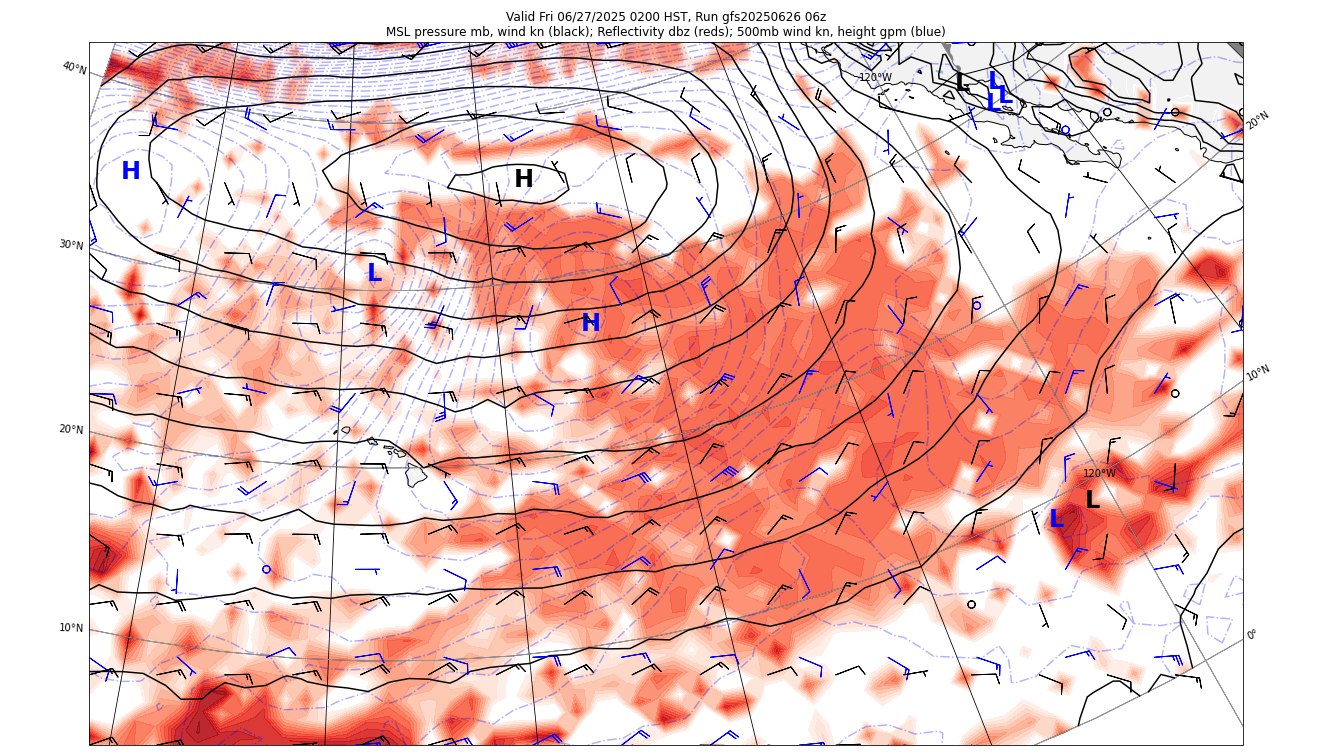 Valid Fri 06/27/2025 0200 HST, Run gfs20250626 06z
MSL pressure mb, wind kn (black); Reflectivity dbz (reds); 500mb wind kn, height gpm (blue)
40°N
120°W
L
L
L
L
20°N
H
H
30°N
L
H
10°N
20°N
120°W
L
L
10°N
0°